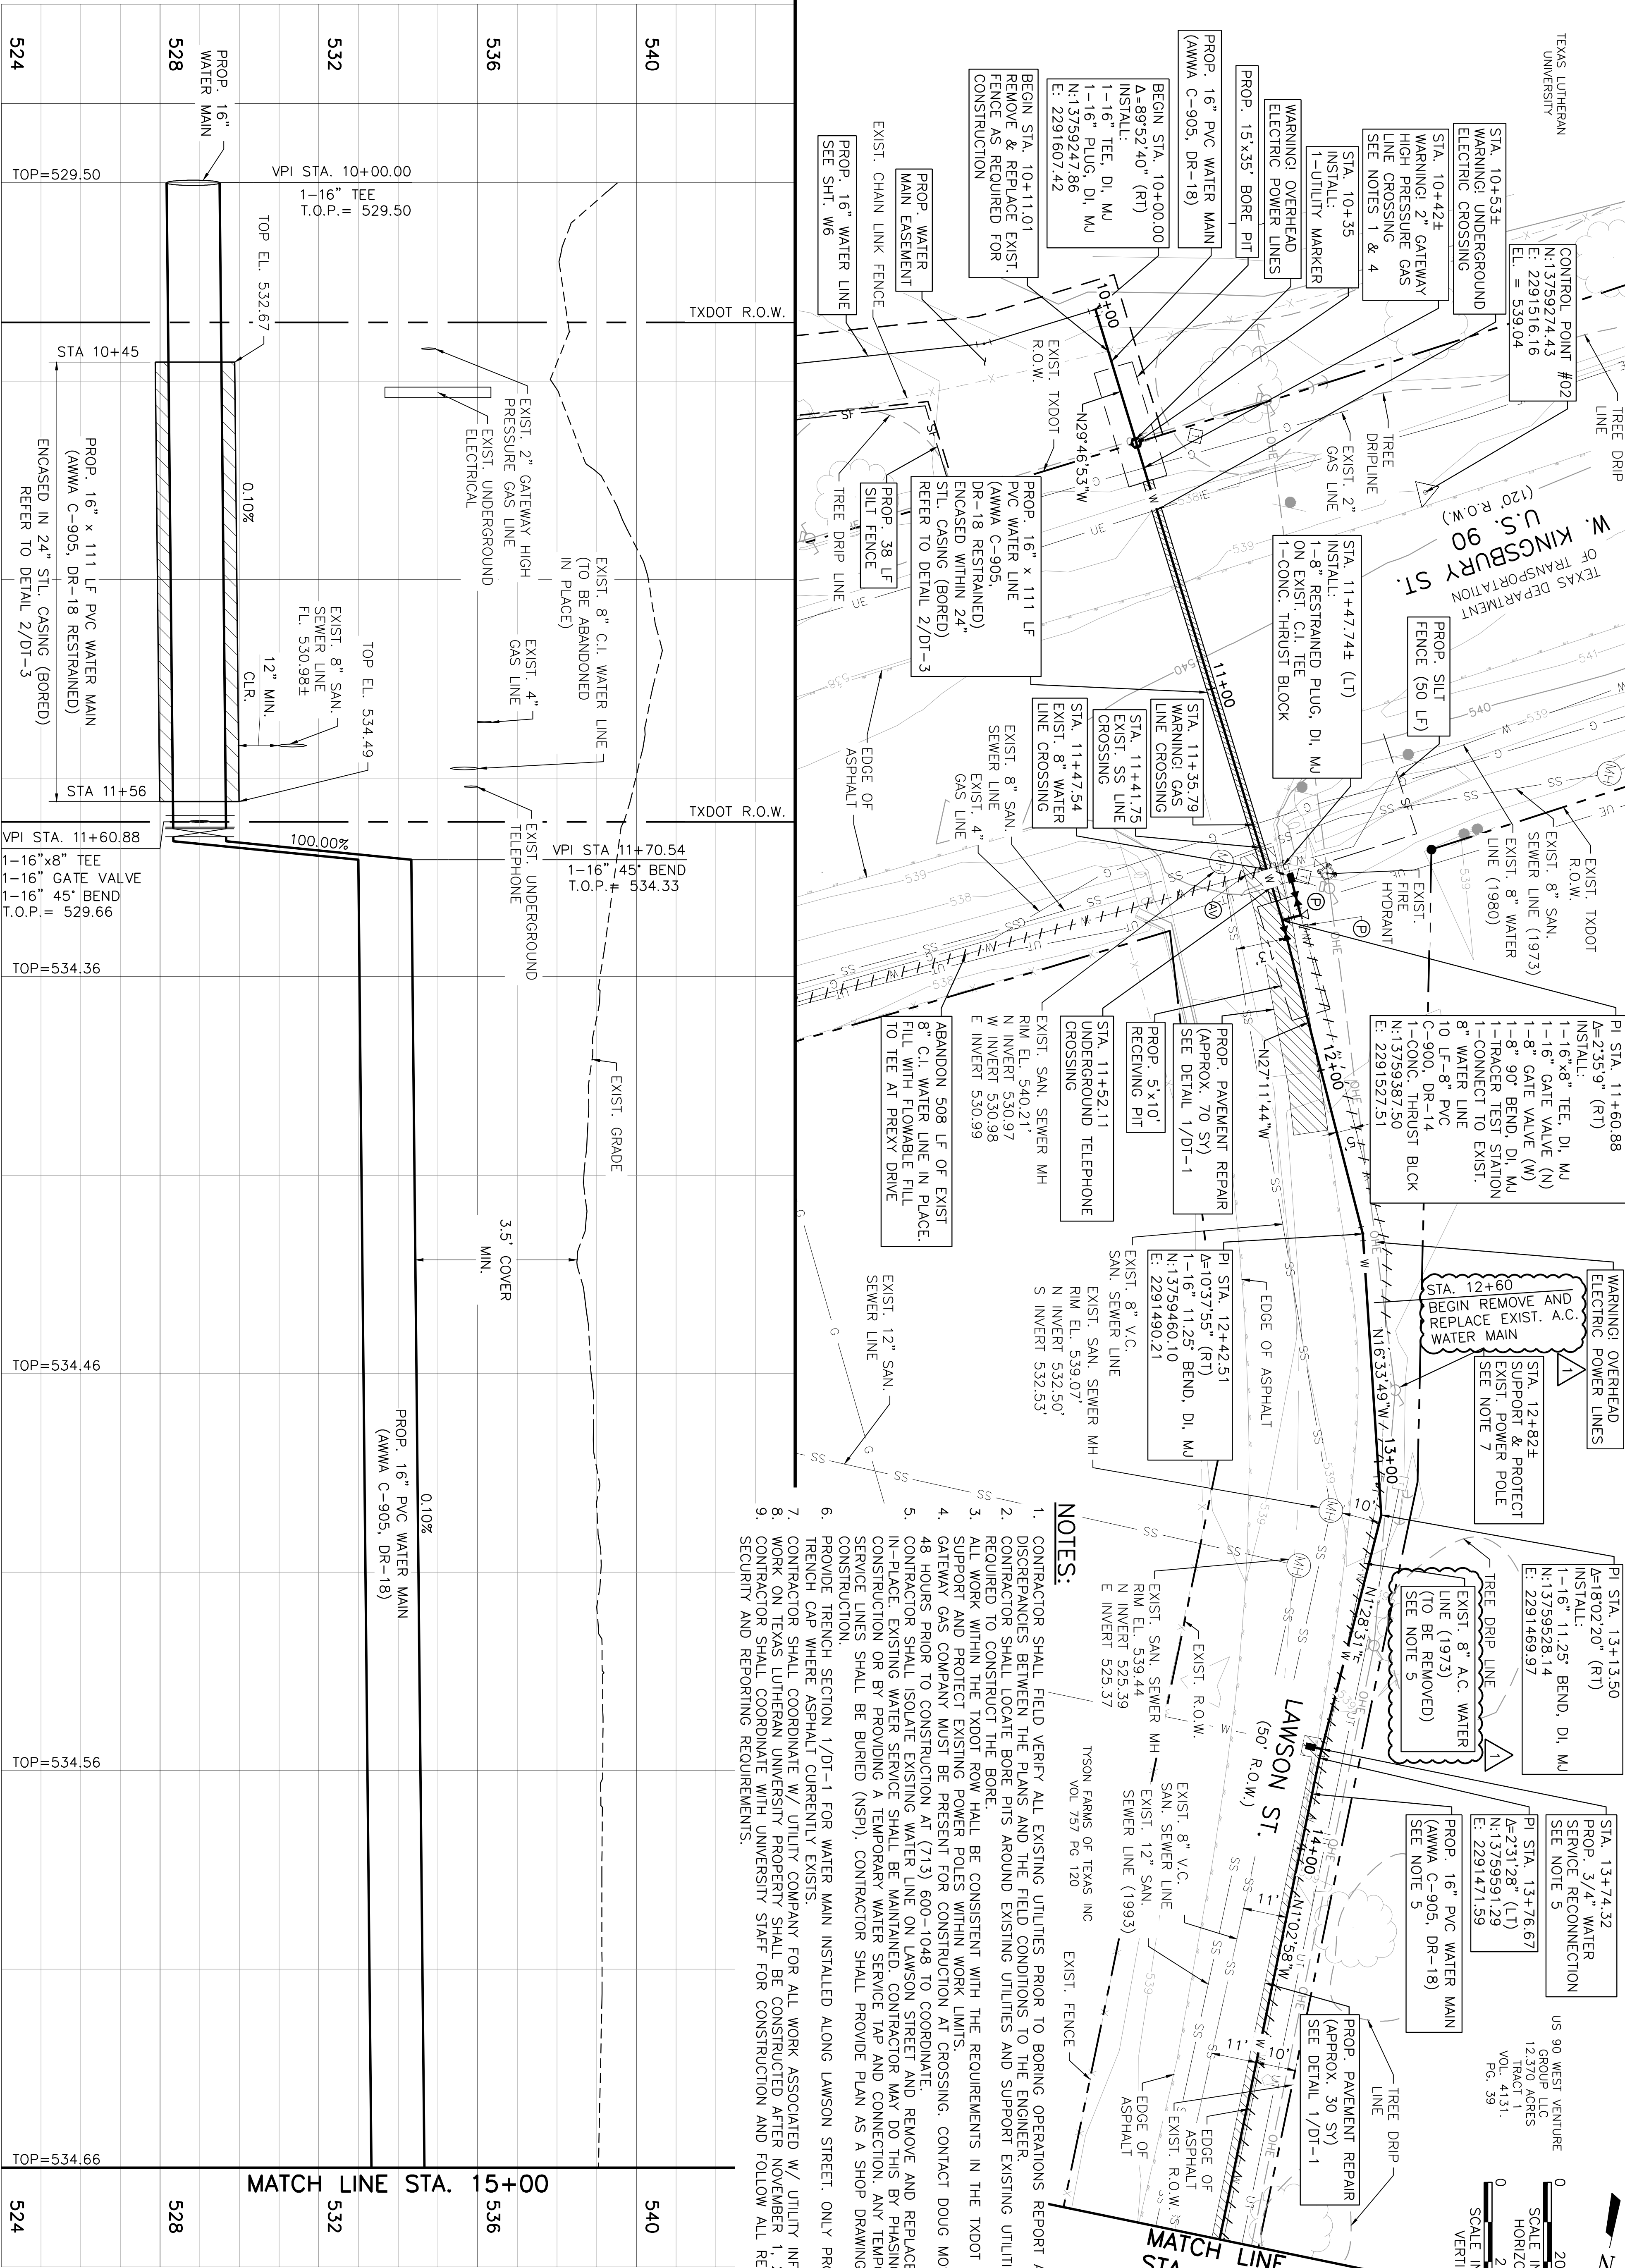 TEXAS LUTHERAN
UNIVERSITY
STA. 10+53±
WARNING! UNDERGROUND
ELECTRIC CROSSING
STA. 10+42±
WARNING! 2" GATEWAY
HIGH PRESSURE GAS
LINE CROSSING
SEE NOTES 1 & 4
STA. 10+35
INSTALL:
1-UTILITY MARKER
WARNING! OVERHEAD
ELECTRIC POWER LINES
PROP. 15'x35' BORE PIT
PROP. 16" PVC WATER MAIN
(AWWA C-905, DR-18)
BEGIN STA. 10+00.00
Δ=89°52'40" (RT)
INSTALL:
1-16" TEE, DI, MJ
1-16" PLUG, DI, MJ
N:13759247.86
E: 2291607.42
BEGIN STA. 10+11.01
REMOVE & REPLACE EXIST.
FENCE AS REQUIRED FOR
CONSTRUCTION
EXIST. CHAIN LINK FENCE
PROP. WATER
MAIN EASEMENT
PROP. 16" WATER LINE
SEE SHT. W6
CONTROL POINT #02
N:13759274.43
E: 2291516.16
EL. = 539.04
TREE DRIP
LINE
TREE
DRIPLINE
EXIST. 2"
GAS LINE
10+00
N29°46'53"W
EXIST. TXDOT
R.O.W.
PROP. 38 LF
SILT FENCE
TREE DRIP LINE
PROP. 16" x 111 LF
PVC WATER LINE
(AWWA C-905,
DR-18 RESTRAINED)
ENCASED WITHIN 24"
STL. CASING (BORED)
REFER TO DETAIL 2/DT-3
TEXAS DEPARTMENT
OF TRANSPORTATION
W. KINGSBURY ST.
U.S. 90
(120' R.O.W.)
11+00
STA. 11+47.74± (LT)
INSTALL:
1-8" RESTRAINED PLUG, DI, MJ
ON EXIST. C.I. TEE
1-CONC. THRUST BLOCK
PROP. SILT
FENCE (50 LF)
STA. 11+35.79
WARNING! GAS
LINE CROSSING
STA. 11+41.75
EXIST. SS LINE
CROSSING
STA. 11+47.54
EXIST. 8" WATER
LINE CROSSING
EXIST. 8" SAN.
SEWER LINE
EXIST. 4"
GAS LINE
EDGE OF
ASPHALT
EXIST. TXDOT
R.O.W.
EXIST. 8" SAN.
SEWER LINE (1973)
EXIST. 8" WATER
LINE (1980)
EXIST.
FIRE
HYDRANT
PI STA. 11+60.88
Δ=2°35'9" (RT)
INSTALL:
1-16"x8" TEE, DI, MJ
1-16" GATE VALVE (N)
1-8" GATE VALVE (W)
1-8" 90° BEND, DI, MJ
1-TRACER TEST STATION
1-CONNECT TO EXIST.
8" WATER LINE
10 LF-8" PVC
C-900, DR-14
1-CONC. THRUST BLCK
N:13759387.50
E: 2291527.51
12+00
N27°11'44"W
PROP. PAVEMENT REPAIR
(APPROX. 70 SY)
SEE DETAIL 1/DT-1
PROP. 5'x10'
RECEIVING PIT
STA. 11+52.11
UNDERGROUND TELEPHONE
CROSSING
EXIST. SAN. SEWER MH
RIM EL. 540.21'
N INVERT 530.97
W INVERT 530.98
E INVERT 530.99
ABANDON 508 LF OF EXIST
8" C.I. WATER LINE IN PLACE.
FILL WITH FLOWABLE FILL
TO TEE AT PREXY DRIVE
WARNING! OVERHEAD
ELECTRIC POWER LINES
STA. 12+60
BEGIN REMOVE AND
REPLACE EXIST. A.C.
WATER MAIN
1
STA. 12+82±
SUPPORT & PROTECT
EXIST. POWER POLE
SEE NOTE 7
N16°33'49"W
13+00
EDGE OF ASPHALT
PI STA. 12+42.51
Δ=10°37'55" (RT)
1-16" 11.25° BEND, DI, MJ
N:13759460.10
E: 2291490.21
EXIST. 8" V.C.
SAN. SEWER LINE
EXIST. SAN. SEWER MH
RIM EL. 539.07'
N INVERT 532.50'
S INVERT 532.53'
EXIST. 12" SAN.
SEWER LINE
PI STA. 13+13.50
Δ=18°02'20" (RT)
INSTALL:
1-16" 11.25° BEND, DI, MJ
N:13759528.14
E: 2291469.97
TREE DRIP LINE
EXIST. 8" A.C. WATER
LINE (1973)
(TO BE REMOVED)
SEE NOTE 5
1
N1°28'31"E
LAWSON ST.
(50' R.O.W.)
EXIST. R.O.W.
EXIST. SAN. SEWER MH
RIM EL. 539.44
N INVERT 525.39
E INVERT 525.37
STA. 13+74.32
PROP. 3/4" WATER
SERVICE RECONNECTION
SEE NOTE 5
PI STA. 13+76.67
Δ=2°31'28" (LT)
N:13759591.29
E: 2291471.59
PROP. 16" PVC WATER MAIN
(AWWA C-905, DR-18)
SEE NOTE 5
14+00
N1°02'58"W
EXIST. 8" V.C.
SAN. SEWER LINE
EXIST. 12" SAN.
SEWER LINE (1993)
TYSON FARMS OF TEXAS INC
VOL 757 PG 120
EXIST. FENCE
US 90 WEST VENTURE
GROUP LLC
12.370 ACRES
TRACT 1
VOL. 4131.
PG. 39
TREE DRIP
LINE
PROP. PAVEMENT REPAIR
(APPROX. 30 SY)
SEE DETAIL 1/DT-1
EDGE OF
ASPHALT
EXIST. R.O.W.
EDGE OF
ASPHALT
MATCH LINE
NOTES:
1. CONTRACTOR SHALL FIELD VERIFY ALL EXISTING UTILITIES PRIOR TO BORING OPERATIONS REPORT
DISCREPANCIES BETWEEN THE PLANS AND THE FIELD CONDITIONS TO THE ENGINEER.
2. CONTRACTOR SHALL LOCATE BORE PITS AROUND EXISTING UTILITIES AND SUPPORT EXISTING
REQUIRED TO CONSTRUCT THE BORE.
3. ALL WORK WITHIN THE TXDOT ROW HALL BE CONSISTENT WITH THE REQUIREMENTS IN THE TXDOT
SUPPORT AND PROTECT EXISTING POWER POLES WITHIN WORK LIMITS.
4. GATEWAY GAS COMPANY MUST BE PRESENT FOR CONSTRUCTION AT CROSSING. CONTACT DOUG
48 HOURS PRIOR TO CONSTRUCTION AT (713) 600-1048 TO COORDINATE.
5. CONTRACTOR SHALL ISOLATE EXISTING WATER LINE ON LAWSON STREET AND REMOVE AND REPLACE
IN-PLACE. EXISTING WATER SERVICE SHALL BE MAINTAINED. CONTRACTOR MAY DO THIS BY
CONSTRUCTION OR BY PROVIDING A TEMPORARY WATER SERVICE TAP AND CONNECTION. ANY
SERVICE LINES SHALL BE BURIED (NSPI). CONTRACTOR SHALL PROVIDE PLAN AS A SHOP DRAWING
CONSTRUCTION.
6. PROVIDE TRENCH SECTION 1/DT-1 FOR WATER MAIN INSTALLED ALONG LAWSON STREET. ONLY
TRENCH CAP WHERE ASPHALT CURRENTLY EXISTS.
7. CONTRACTOR SHALL COORDINATE W/ UTILITY COMPANY FOR ALL WORK ASSOCIATED W/ UTILITY
8. WORK ON TEXAS LUTHERAN UNIVERSITY PROPERTY SHALL BE CONSTRUCTED AFTER NOVEMBER 1,
9. CONTRACTOR SHALL COORDINATE WITH UNIVERSITY STAFF FOR CONSTRUCTION AND FOLLOW ALL
SECURITY AND REPORTING REQUIREMENTS.
540
536
532
528
524
PROP. 16"
WATER MAIN
TOP=529.50
VPI STA. 10+00.00
1-16" TEE
T.O.P.= 529.50
TOP EL. 532.67
TXDOT R.O.W.
STA 10+45
EXIST. 2" GATEWAY HIGH
PRESSURE GAS LINE
EXIST. UNDERGROUND
ELECTRICAL
0.10%
PROP. 16" x 111 LF PVC WATER MAIN
(AWWA C-905, DR-18 RESTRAINED)
ENCASED IN 24" STL. CASING (BORED)
REFER TO DETAIL 2/DT-3
EXIST. 8" C.I. WATER LINE
(TO BE ABANDONED
IN PLACE)
EXIST. 4"
GAS LINE
EXIST. 8" SAN.
SEWER LINE
FL. 530.98±
12" MIN.
CLR.
TOP EL. 534.49
STA 11+56
TXDOT R.O.W.
VPI STA. 11+60.88
1-16"x8" TEE
1-16" GATE VALVE
1-16" 45° BEND
T.O.P.= 529.66
100.00%
VPI STA 11+70.54
1-16" 45° BEND
T.O.P.= 534.33
EXIST. UNDERGROUND
TELEPHONE
TOP=534.36
EXIST. GRADE
3.5' COVER
MIN.
TOP=534.46
PROP. 16" PVC WATER MAIN
(AWWA C-905, DR-18)
0.10%
TOP=534.56
TOP=534.66
MATCH LINE STA. 15+00
540
536
532
528
524